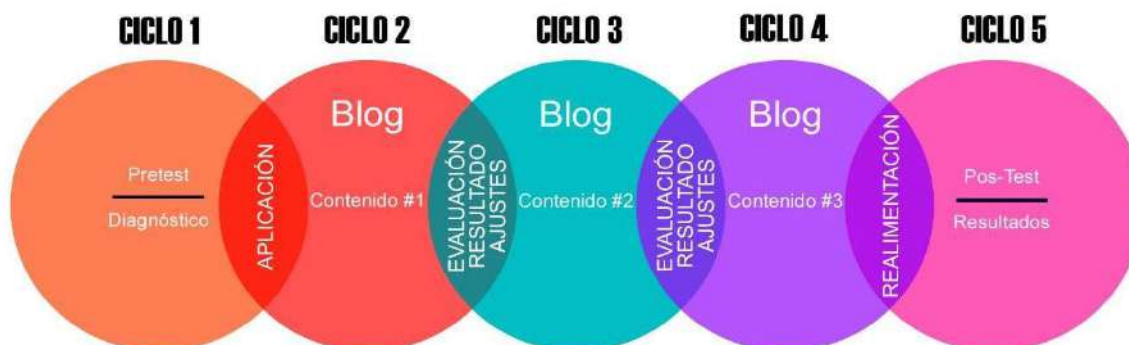 CICLO 1
CICLO 2
CICLO 3
CICLO 4
CICLO 5
Pretest
Diagnóstico
APLICACIÓN
Blog
Contenido #1
EVALUACIÓN
RESULTADO
AJUSTES
Blog
Contenido #2
EVALUACIÓN
RESULTADO
AJUSTES
Blog
Contenido #3
REALIMENTACIÓN
Pos-Test
Resultados